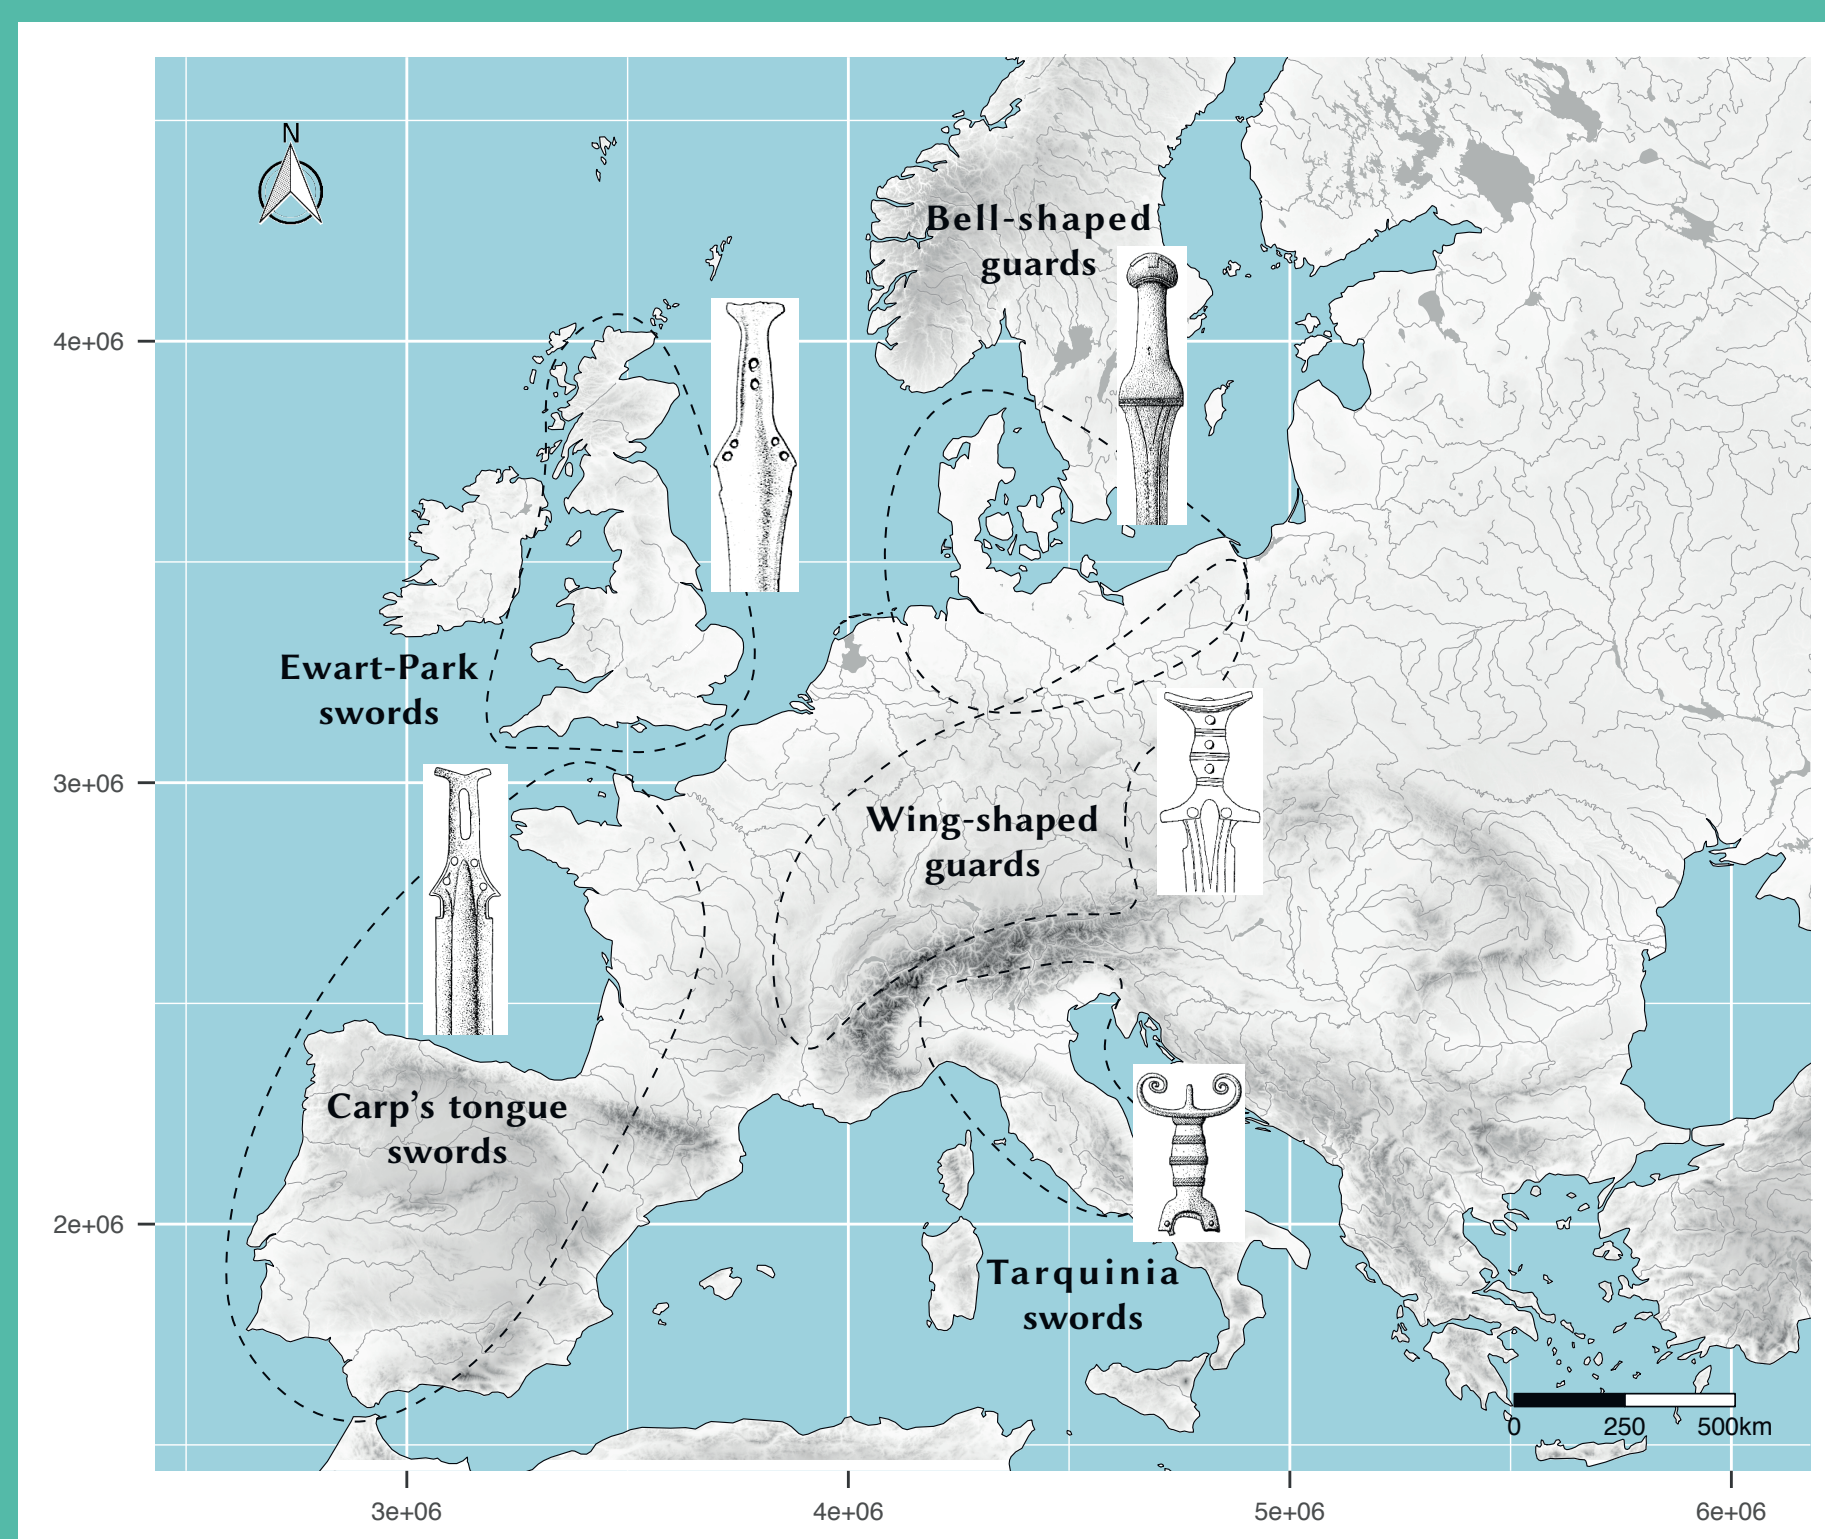 N
Bell-shaped
guards
4e+06
Ewart-Park
swords
3e+06
Wing-shaped
guards
Carp’s tongue
swords
2e+06
Tarquinia
swords
0 250 500km
3e+06 4e+06 5e+06 6e+06